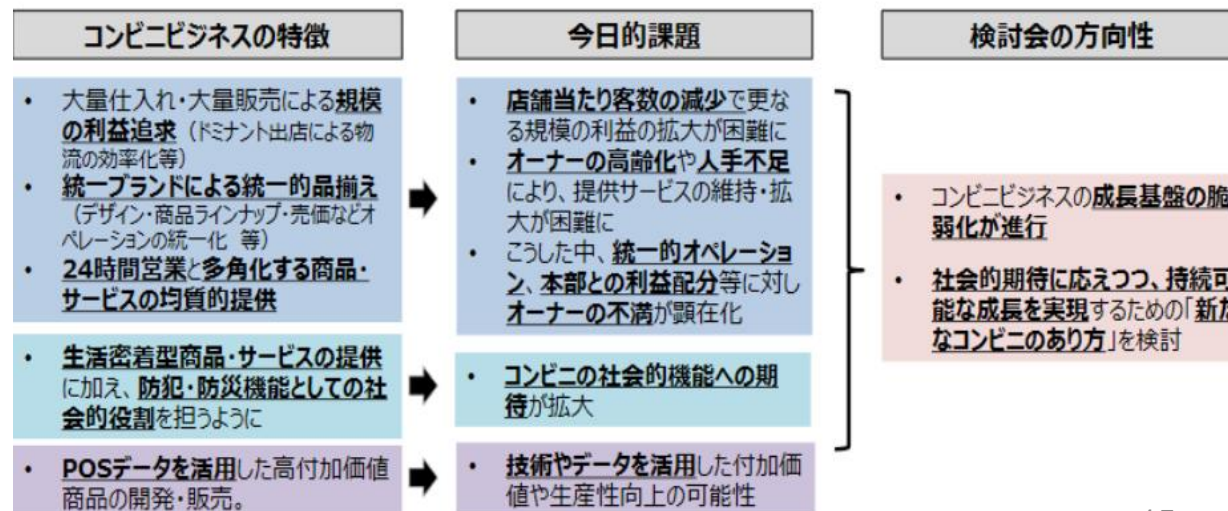 コンビニビジネスの特徴
• 大量仕入れ・大量販売による規模
の利益追求（ドミナント出店による物
流の効率化等）
• 統一ブランドによる統一的品揃え
（デザイン・商品ラインナップ・売価などオ
ペレーションの統一化 等）
• 24時間営業と多角化する商品・
サービスの均質的提供
• 生活密着型商品・サービスの提供
に加え、防犯・防災機能としての社
会的役割を担うように
• POSデータを活用した高付加価値
商品の開発・販売。
今日的課題
• 店舗当たり客数の減少で更な
る規模の利益の拡大が困難に
• オーナーの高齢化や人手不足
により、提供サービスの維持・拡
大が困難に
• こうした中、統一的オペレーショ
ン、本部との利益配分等に対し
オーナーの不満が顕在化
• コンビニの社会的機能への期
待が拡大
• 技術やデータを活用した付加価
値や生産性向上の可能性
検討会の方向性
• コンビニビジネスの成長基盤の脆
弱化が進行
• 社会的期待に応えつつ、持続可
能な成長を実現するための「新た
なコンビニのあり方」を検討